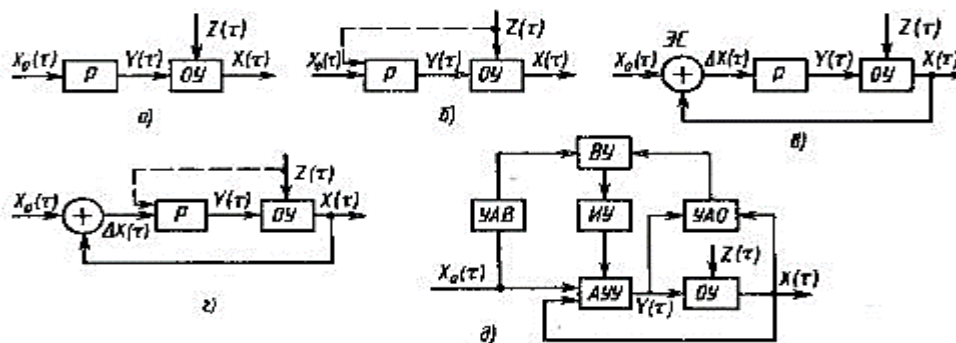 X₀(τ) P Y(τ) ОУ X(τ) Z(τ)
а)
X₀(τ) P Y(τ) ОУ X(τ) Z(τ)
б)
X₀(τ) ЭС ΔX(τ) P Y(τ) ОУ X(τ) Z(τ)
в)
X₀(τ) ΔX(τ) P Y(τ) ОУ X(τ) Z(τ)
г)
ВУ
УАВ ИУ УАО
X₀(τ) АУУ Y(τ) ОУ X(τ) Z(τ)
д)